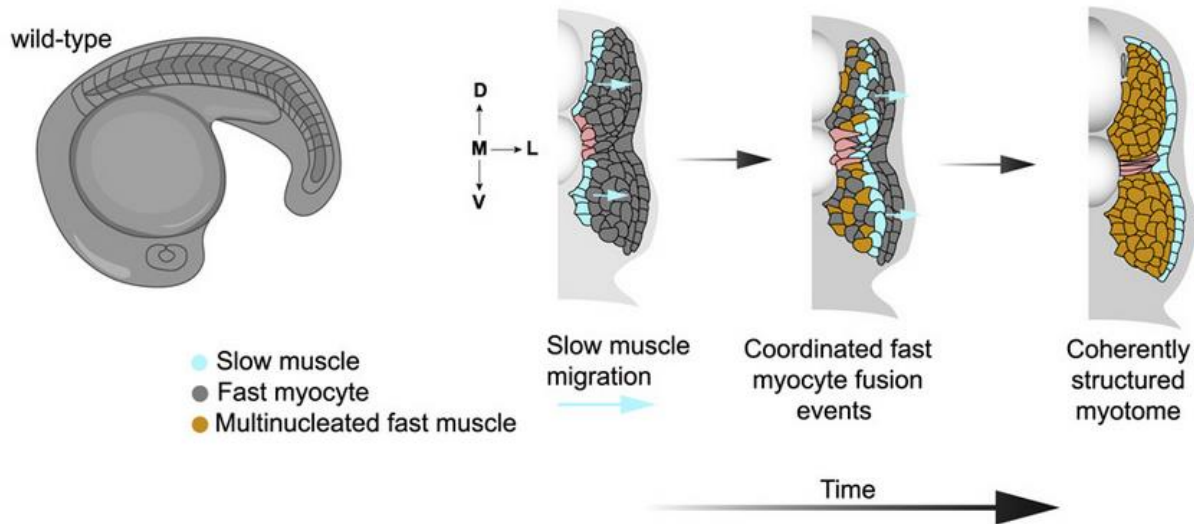 wild-type
D
M
L
V
Slow muscle
Fast myocyte
Multinucleated fast muscle
Slow muscle
migration
Coordinated fast
myocyte fusion
events
Coherently
structured
myotome
Time